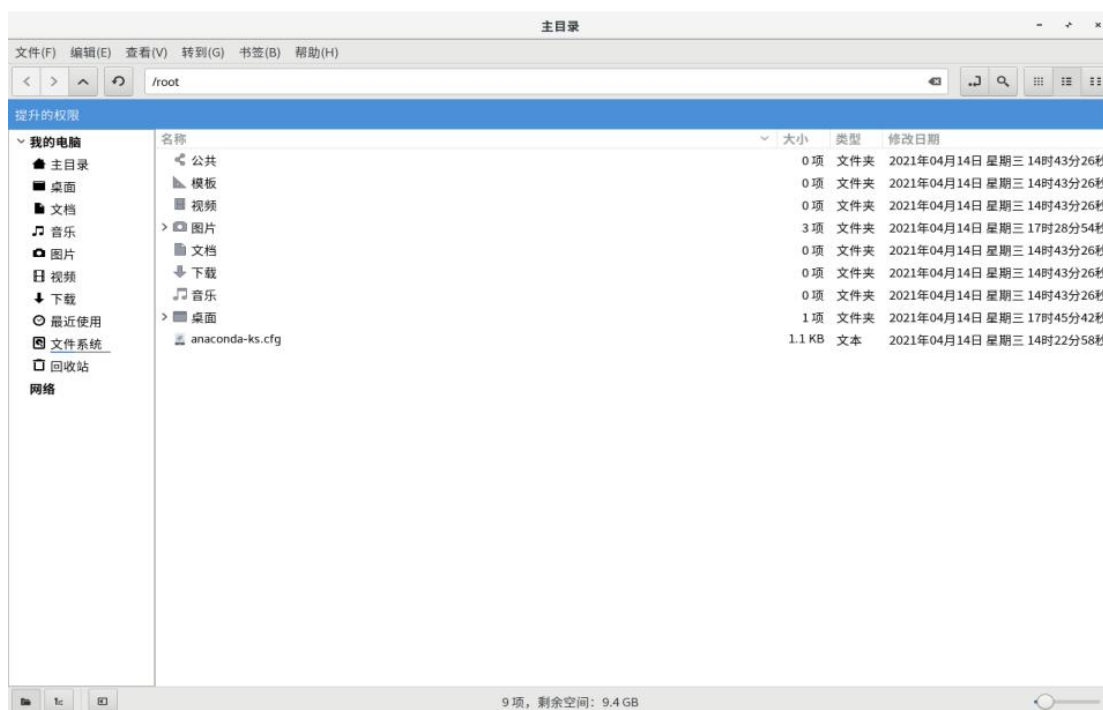 主目录
文件(F) 编辑(E) 查看(V) 转到(G) 书签(B) 帮助(H)
/root
提升的权限
我的电脑
主目录
桌面
文档
音乐
图片
视频
下载
最近使用
文件系统
回收站
网络
名称 大小 类型 修改日期
公共 0 项 文件夹 2021年04月14日 星期三 14时43分26秒
模板 0 项 文件夹 2021年04月14日 星期三 14时43分26秒
视频 0 项 文件夹 2021年04月14日 星期三 14时43分26秒
图片 3 项 文件夹 2021年04月14日 星期三 17时28分54秒
文档 0 项 文件夹 2021年04月14日 星期三 14时43分26秒
下载 0 项 文件夹 2021年04月14日 星期三 14时43分26秒
音乐 0 项 文件夹 2021年04月14日 星期三 14时43分26秒
桌面 1 项 文件夹 2021年04月14日 星期三 17时45分42秒
anaconda-ks.cfg 1.1 KB 文本 2021年04月14日 星期三 14时22分58秒
9 项，剩余空间：9.4 GB